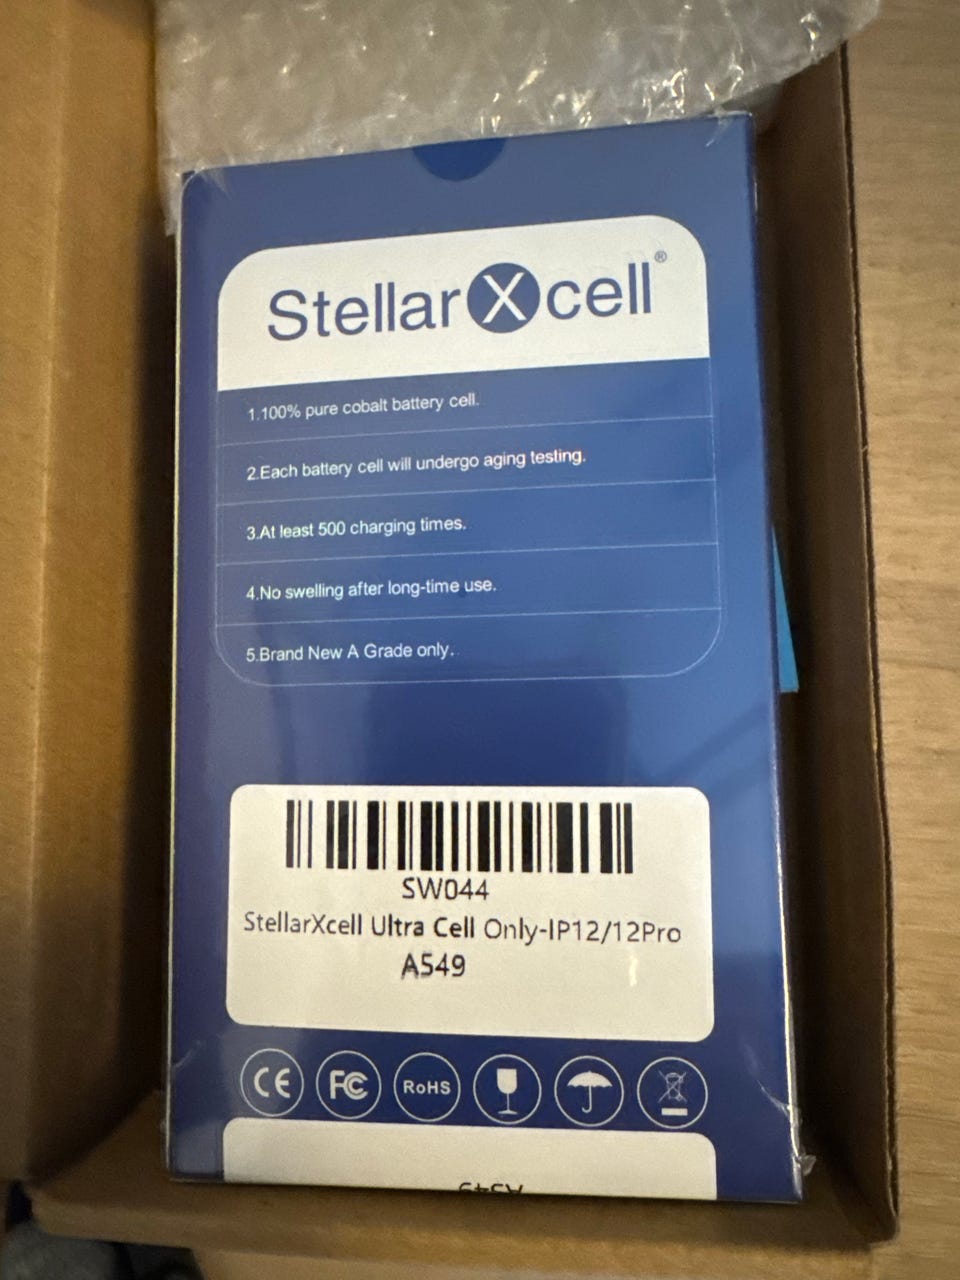 StellarXcell®
1.100% pure cobalt battery cell.
2.Each battery cell will undergo aging testing.
3.At least 500 charging times.
4.No swelling after long-time use.
5.Brand New A Grade only.
SW044
StellarXcell Ultra Cell Only-IP12/12Pro
A549
CE FC RoHS
A549